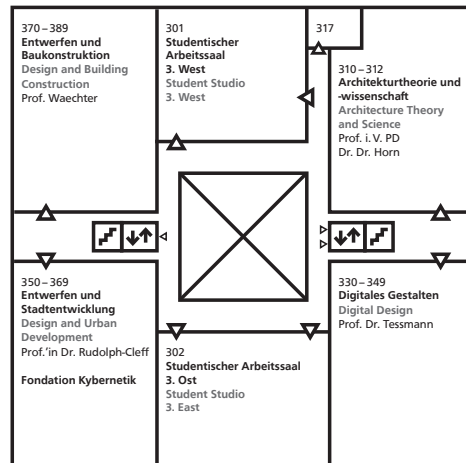 370–389
Entwerfen und
Baukonstruktion
Design and Building
Construction
Prof. Waechter
301
Studentischer
Arbeitssaal
3. West
Student Studio
3. West
317
310–312
Architekturtheorie und
-wissenschaft
Architecture Theory
and Science
Prof. i. V. PD
Dr. Dr. Horn
350–369
Entwerfen und
Stadtentwicklung
Design and Urban
Development
Prof.'in Dr. Rudolph-Cleff
Fondation Kybernetik
302
Studentischer Arbeitssaal
3. Ost
Student Studio
3. East
330–349
Digitales Gestalten
Digital Design
Prof. Dr. Tessmann